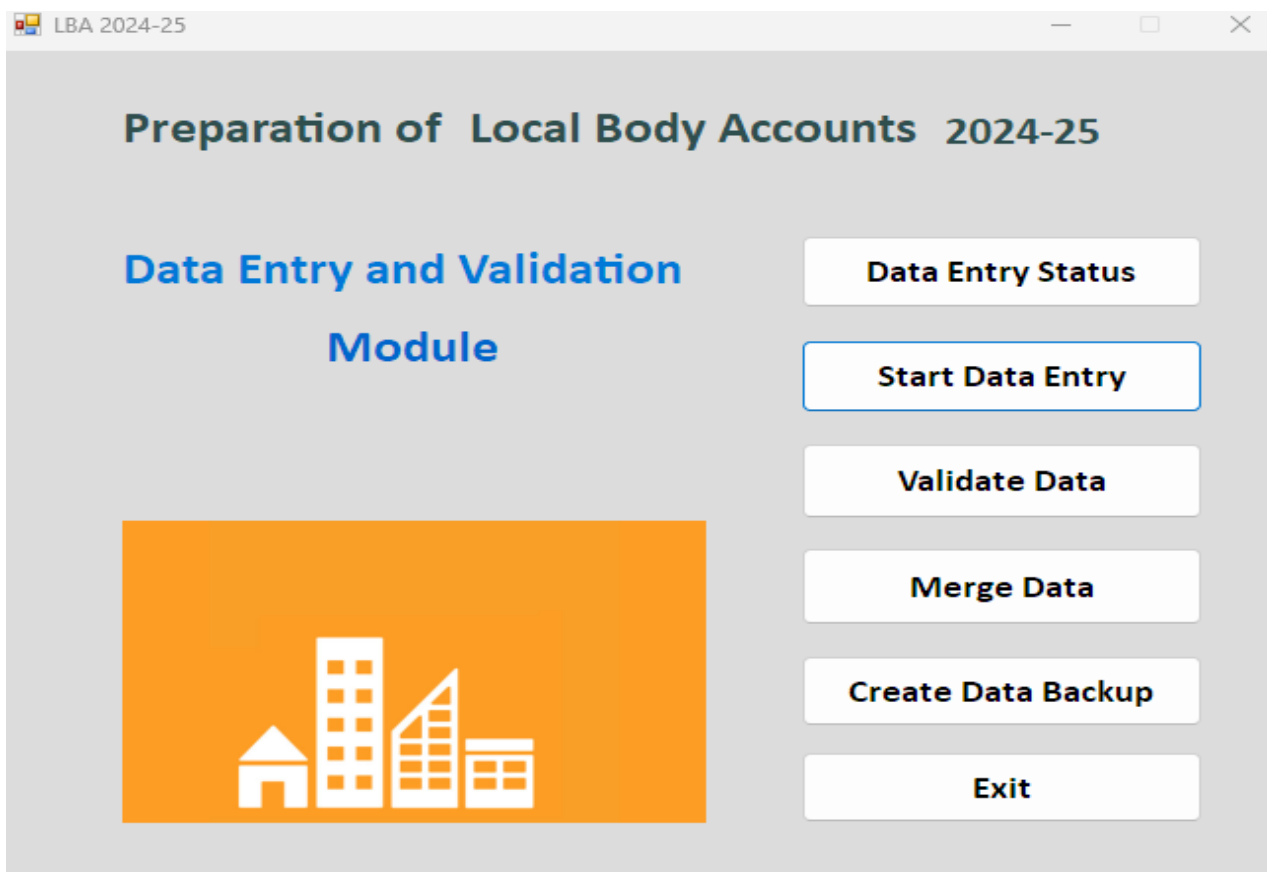 LBA 2024-25
Preparation of Local Body Accounts 2024-25
Data Entry and Validation
Module
Data Entry Status
Start Data Entry
Validate Data
Merge Data
Create Data Backup
Exit